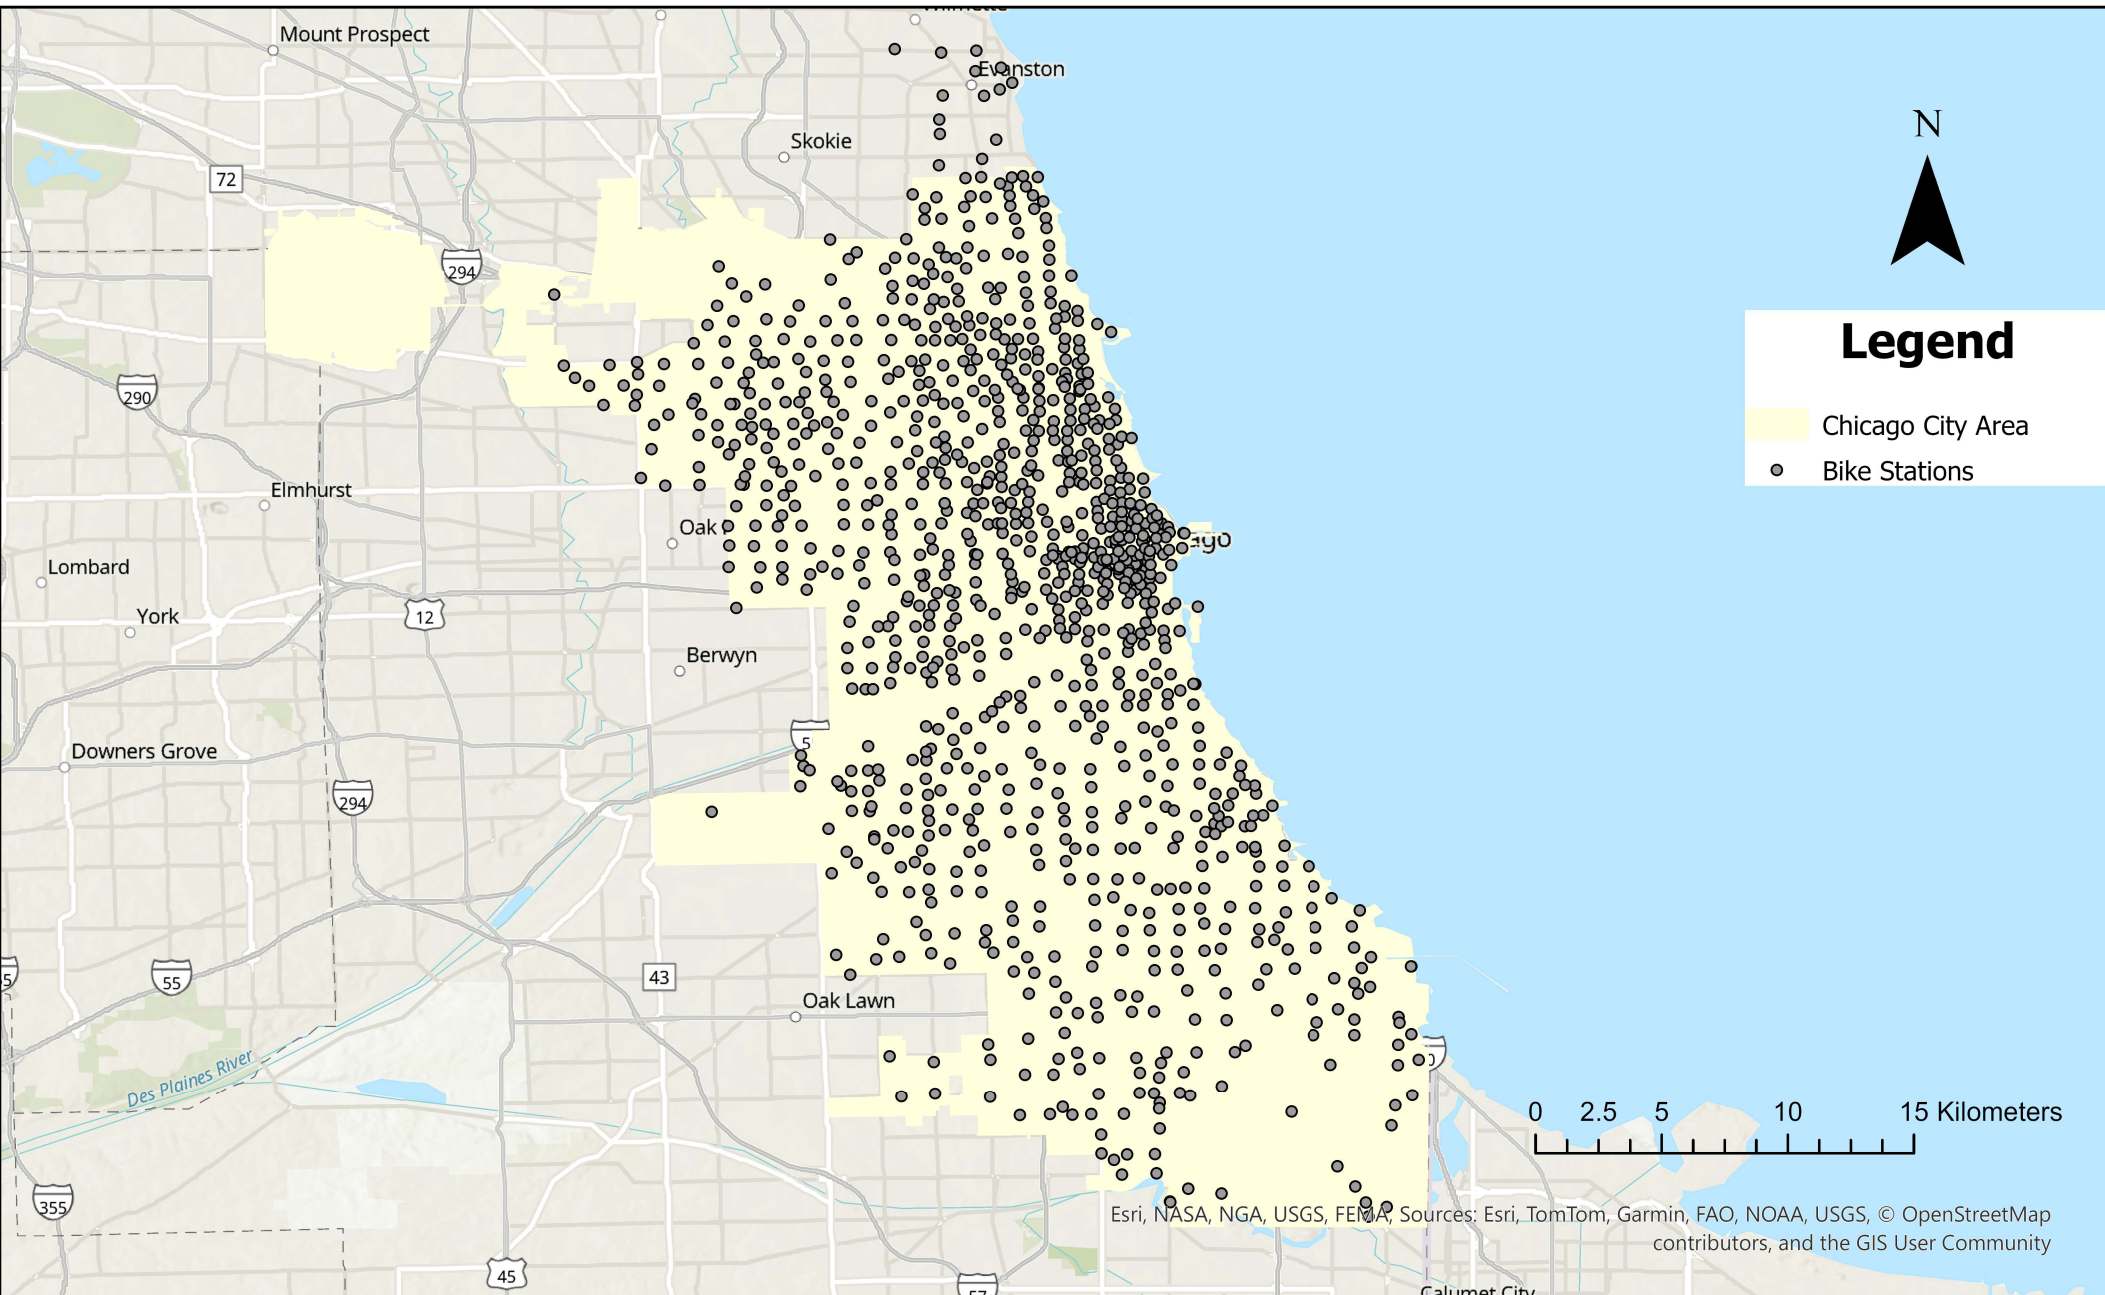 Mount Prospect
Evanston
Skokie
N
72
294
Legend
290
Chicago City Area
Bike Stations
Elmhurst
Oak
ago
Lombard
York
12
Berwyn
5
Downers Grove
294
55
43
Oak Lawn
Des Plaines River
0 2.5 5 10 15 Kilometers
355
Esri, NASA, NGA, USGS, FEMA, Sources: Esri, TomTom, Garmin, FAO, NOAA, USGS, © OpenStreetMap
contributors, and the GIS User Community
45
57
Calumet City